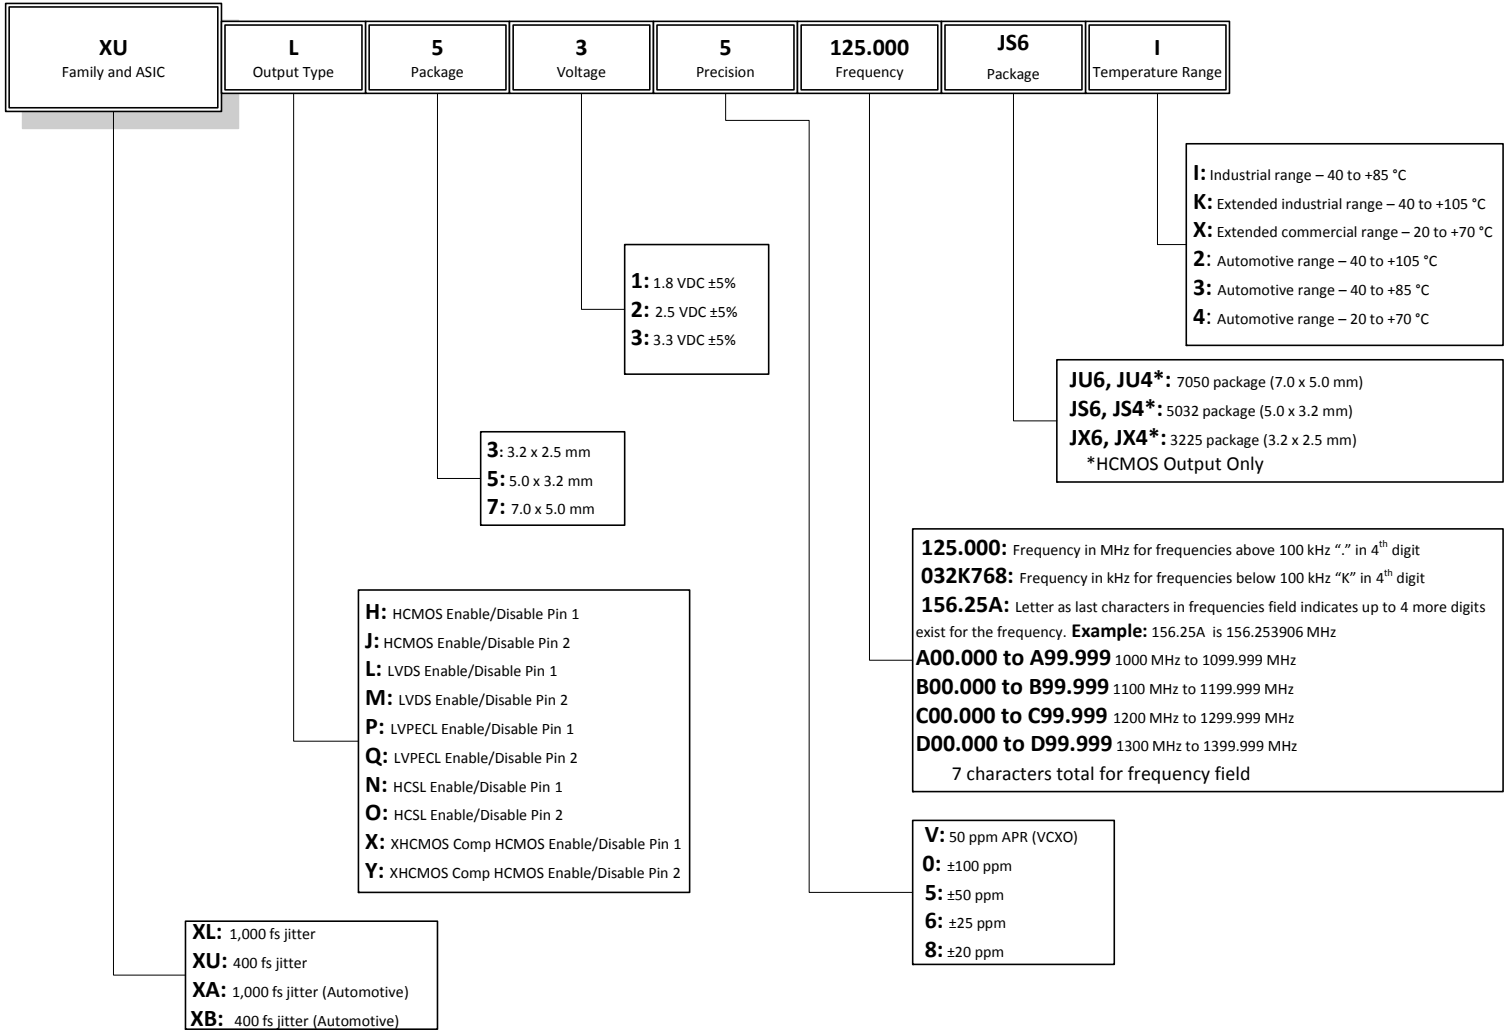 XU
Family and ASIC
L
Output Type
5
Package
3
Voltage
5
Precision
125.000
Frequency
JS6
Package
I
Temperature Range
I: Industrial range – 40 to +85 °C
K: Extended industrial range – 40 to +105 °C
X: Extended commercial range – 20 to +70 °C
2: Automotive range – 40 to +105 °C
3: Automotive range – 40 to +85 °C
4: Automotive range – 20 to +70 °C
1: 1.8 VDC ±5%
2: 2.5 VDC ±5%
3: 3.3 VDC ±5%
JU6, JU4*: 7050 package (7.0 x 5.0 mm)
JS6, JS4*: 5032 package (5.0 x 3.2 mm)
JX6, JX4*: 3225 package (3.2 x 2.5 mm)
*HCMOS Output Only
3: 3.2 x 2.5 mm
5: 5.0 x 3.2 mm
7: 7.0 x 5.0 mm
125.000: Frequency in MHz for frequencies above 100 kHz “.” in 4th digit
032K768: Frequency in kHz for frequencies below 100 kHz “K” in 4th digit
156.25A: Letter as last characters in frequencies field indicates up to 4 more digits
exist for the frequency. Example: 156.25A is 156.253906 MHz
A00.000 to A99.999 1000 MHz to 1099.999 MHz
B00.000 to B99.999 1100 MHz to 1199.999 MHz
C00.000 to C99.999 1200 MHz to 1299.999 MHz
D00.000 to D99.999 1300 MHz to 1399.999 MHz
7 characters total for frequency field
H: HCMOS Enable/Disable Pin 1
J: HCMOS Enable/Disable Pin 2
L: LVDS Enable/Disable Pin 1
M: LVDS Enable/Disable Pin 2
P: LVPECL Enable/Disable Pin 1
Q: LVPECL Enable/Disable Pin 2
N: HCSL Enable/Disable Pin 1
O: HCSL Enable/Disable Pin 2
X: XHCMOS Comp HCMOS Enable/Disable Pin 1
Y: XHCMOS Comp HCMOS Enable/Disable Pin 2
V: 50 ppm APR (VCXO)
0: ±100 ppm
5: ±50 ppm
6: ±25 ppm
8: ±20 ppm
XL: 1,000 fs jitter
XU: 400 fs jitter
XA: 1,000 fs jitter (Automotive)
XB: 400 fs jitter (Automotive)